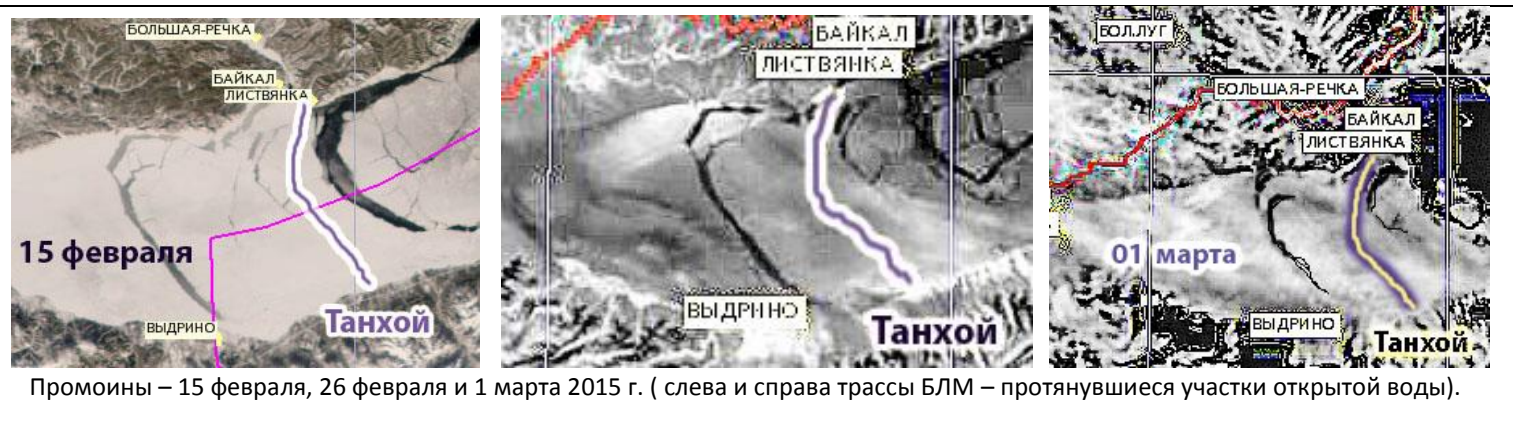 БОЛЬШАЯ-РЕЧКА
БАЙКАЛ
ЛИСТВЯНКА
15 февраля
ВЫДРИНО
Танхой
БАЙКАЛ
ЛИСТВЯНКА
ВЫДРИНО
Танхой
БОЛ.ЛУГ
БОЛЬШАЯ-РЕЧКА
БАЙКАЛ
ЛИСТВЯНКА
01 марта
ВЫДРИНО
Танхой
Промоины – 15 февраля, 26 февраля и 1 марта 2015 г. ( слева и справа трассы БЛМ – протянувшиеся участки открытой воды).